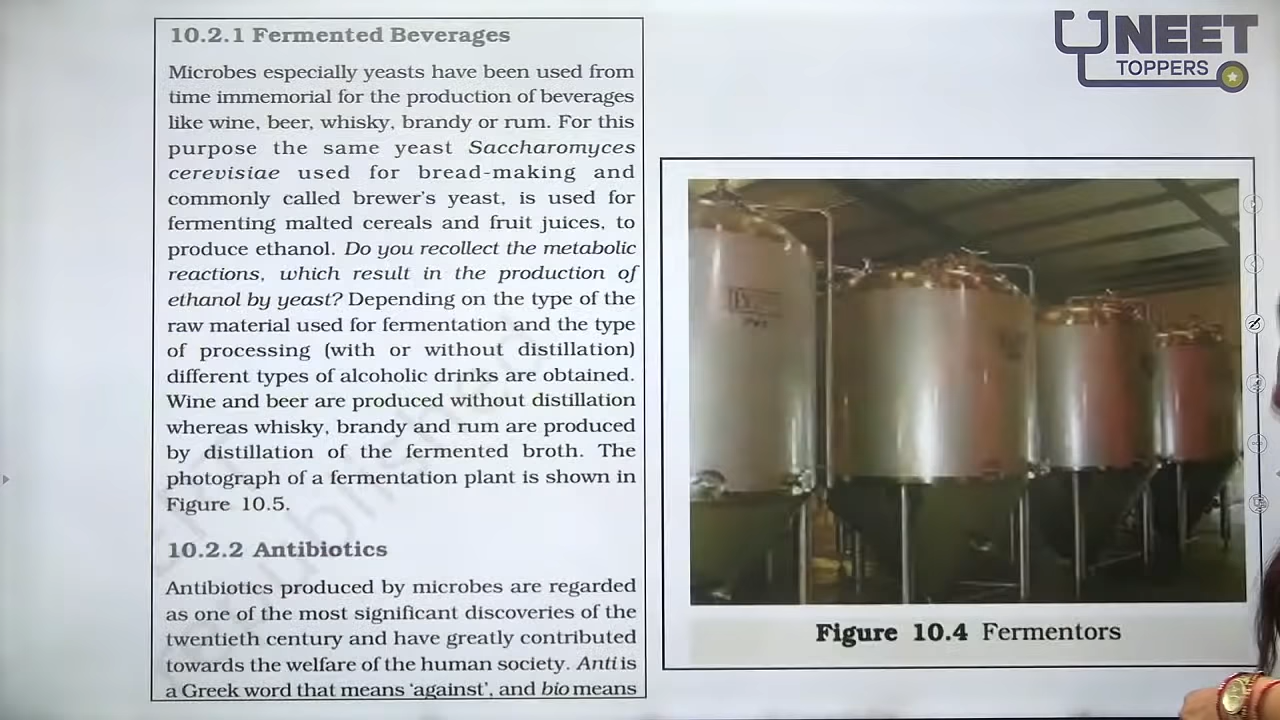 10.2.1 Fermented Beverages
Microbes especially yeasts have been used from
time immemorial for the production of beverages
like wine, beer, whisky, brandy or rum. For this
purpose the same yeast Saccharomyces
cerevisiae used for bread-making and
commonly called brewer's yeast, is used for
fermenting malted cereals and fruit juices, to
produce ethanol. Do you recollect the metabolic
reactions, which result in the production of
ethanol by yeast? Depending on the type of the
raw material used for fermentation and the type
of processing (with or without distillation)
different types of alcoholic drinks are obtained.
Wine and beer are produced without distillation
whereas whisky, brandy and rum are produced
by distillation of the fermented broth. The
photograph of a fermentation plant is shown in
Figure 10.5.
10.2.2 Antibiotics
Antibiotics produced by microbes are regarded
as one of the most significant discoveries of the
twentieth century and have greatly contributed
towards the welfare of the human society. Anti is
a Greek word that means 'against', and bio means
NEET
TOPPERS
Figure 10.4 Fermentors